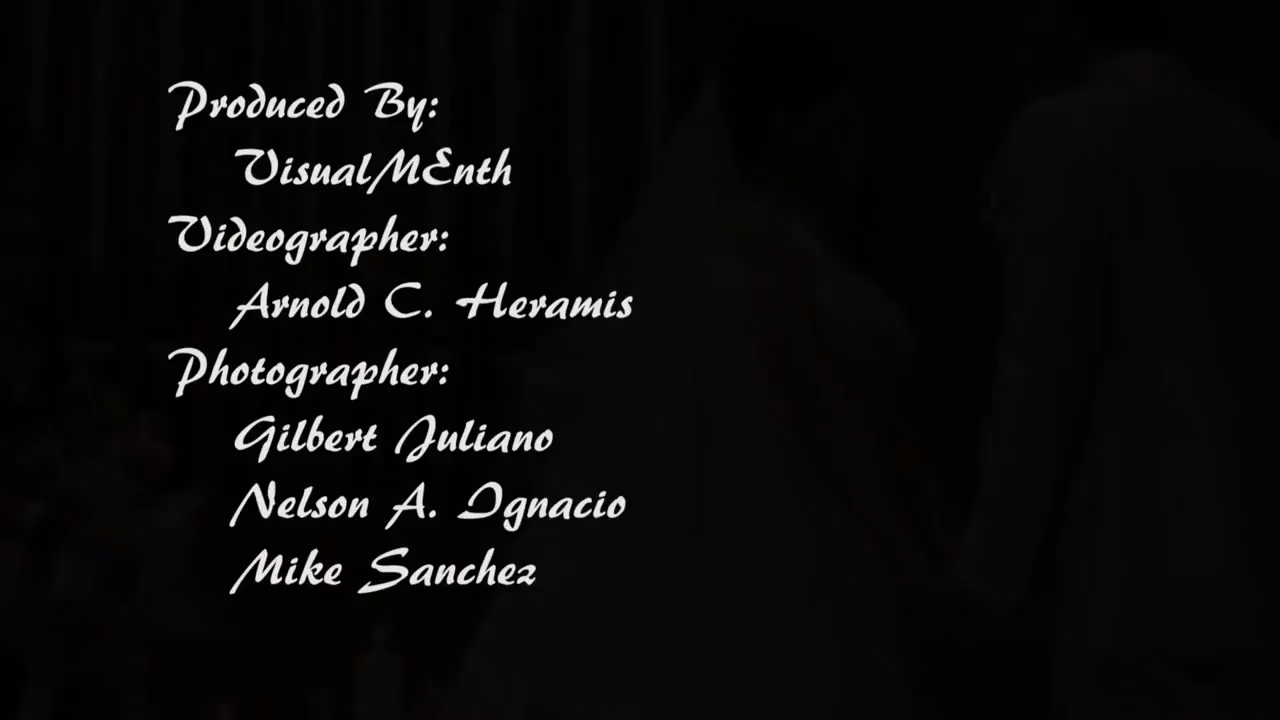 Produced By:
VisualMEnth
Videographer:
Arnold C. Heramis
Photographer:
Gilbert Juliano
Nelson A. Ignacio
Mike Sanchez